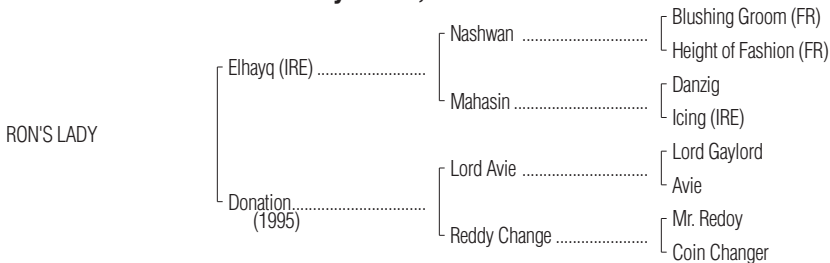 Blushing Groom (FR)
Nashwan ..................................
Height of Fashion (FR)
Elhayq (IRE) .............................
Danzig
Mahasin ....................................
Icing (IRE)
RON'S LADY
Lord Gaylord
Lord Avie ..................................
Avie
Donation....................................
(1995)
Mr. Redoy
Reddy Change .........................
Coin Changer